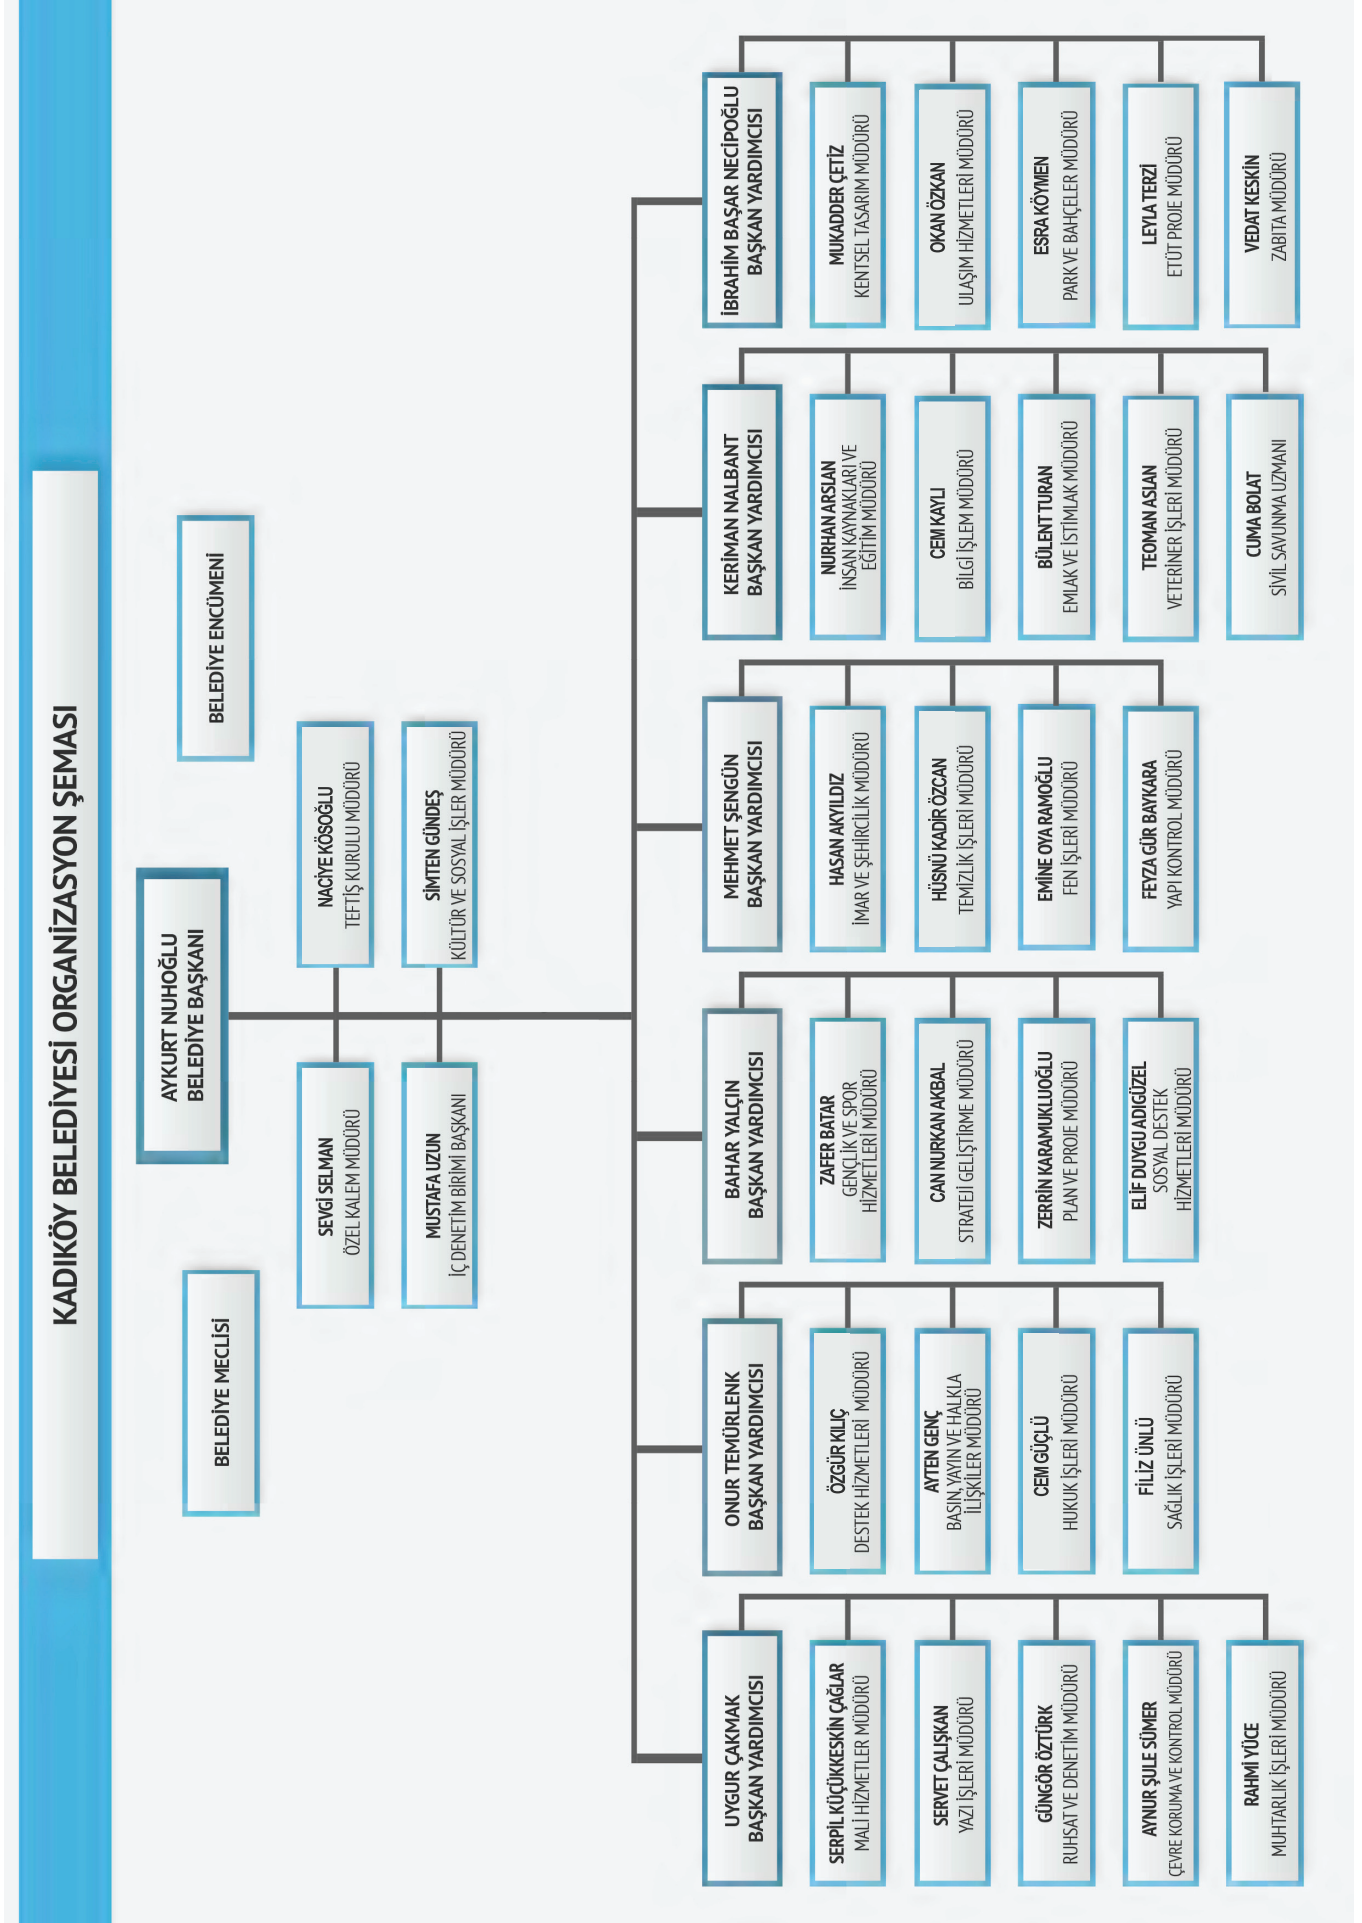 KADIKÖY BELEDİYESİ ORGANİZASYON ŞEMASI
BELEDİYE MECLİSİ
AYKURT NUHOĞLU
BELEDİYE BAŞKANI
BELEDİYE ENCÜMENİ
SEVGİ SELMAN
ÖZEL KALEM MÜDÜRÜ
NACİYE KÖSOĞLU
TEFTİŞ KURULU MÜDÜRÜ
MUSTAFA UZUN
İÇ DENETİM BİRİMİ BAŞKANI
SİMTEN GÜNDEŞ
KÜLTÜR VE SOSYAL İŞLER MÜDÜRÜ
UYGUR ÇAKMAK
BAŞKAN YARDIMCISI
SERPİL KÜÇÜKKESKİN ÇAĞLAR
MALİ HİZMETLER MÜDÜRÜ
SERVET ÇALIŞKAN
YAZI İŞLERİ MÜDÜRÜ
GÜNGÖR ÖZTÜRK
RUHSAT VE DENETİM MÜDÜRÜ
AYNUR ŞULE SÜMER
ÇEVRE KORUMA VE KONTROL MÜDÜRÜ
RAHMİ YÜCE
MUHTARLIK İŞLERİ MÜDÜRÜ
ONUR TEMÜRLENK
BAŞKAN YARDIMCISI
ÖZGÜR KILIÇ
DESTEK HİZMETLERİ MÜDÜRÜ
AYTEN GENÇ
BASIN, YAYIN VE HALKLA
İLİŞKİLER MÜDÜRÜ
CEM GÜÇLÜ
HUKUK İŞLERİ MÜDÜRÜ
FİLİZ ÜNLÜ
SAĞLIK İŞLERİ MÜDÜRÜ
BAHAR YALÇIN
BAŞKAN YARDIMCISI
ZAFER BATAR
GENÇLİK VE SPOR
HİZMETLERİ MÜDÜRÜ
CAN NURKAN AKBAL
STRATEJİ GELİŞTİRME MÜDÜRÜ
ZERRİN KARAMUKLUOĞLU
PLAN VE PROJE MÜDÜRÜ
ELİF DUYGU ADIGÜZEL
SOSYAL DESTEK
HİZMETLERİ MÜDÜRÜ
MEHMET ŞENGÜN
BAŞKAN YARDIMCISI
HASAN AKYILDIZ
İMAR VE ŞEHİRCİLİK MÜDÜRÜ
HÜSNÜ KADİR ÖZCAN
TEMİZLİK İŞLERİ MÜDÜRÜ
EMİNE OYA RAMOĞLU
FEN İŞLERİ MÜDÜRÜ
FEYZA GÜR BAYKARA
YAPI KONTROL MÜDÜRÜ
KERİMAN NALBANT
BAŞKAN YARDIMCISI
NURHAN ARSLAN
İNSAN KAYNAKLARI VE
EĞİTİM MÜDÜRÜ
CEM KAYLI
BİLGİ İŞLEM MÜDÜRÜ
BÜLENT TURAN
EMLAK VE İSTİMLAK MÜDÜRÜ
TEOMAN ASLAN
VETERİNER İŞLERİ MÜDÜRÜ
CUMA BOLAT
SİVİL SAVUNMA UZMANI
İBRAHİM BAŞAR NECİPOĞLU
BAŞKAN YARDIMCISI
MUKADDER ÇETİZ
KENTSEL TASARIM MÜDÜRÜ
OKAN ÖZKAN
ULAŞIM HİZMETLERİ MÜDÜRÜ
ESRA KÖYMEN
PARK VE BAHÇELER MÜDÜRÜ
LEYLA TERZİ
ETÜT PROJE MÜDÜRÜ
VEDAT KESKİN
ZABITA MÜDÜRÜ